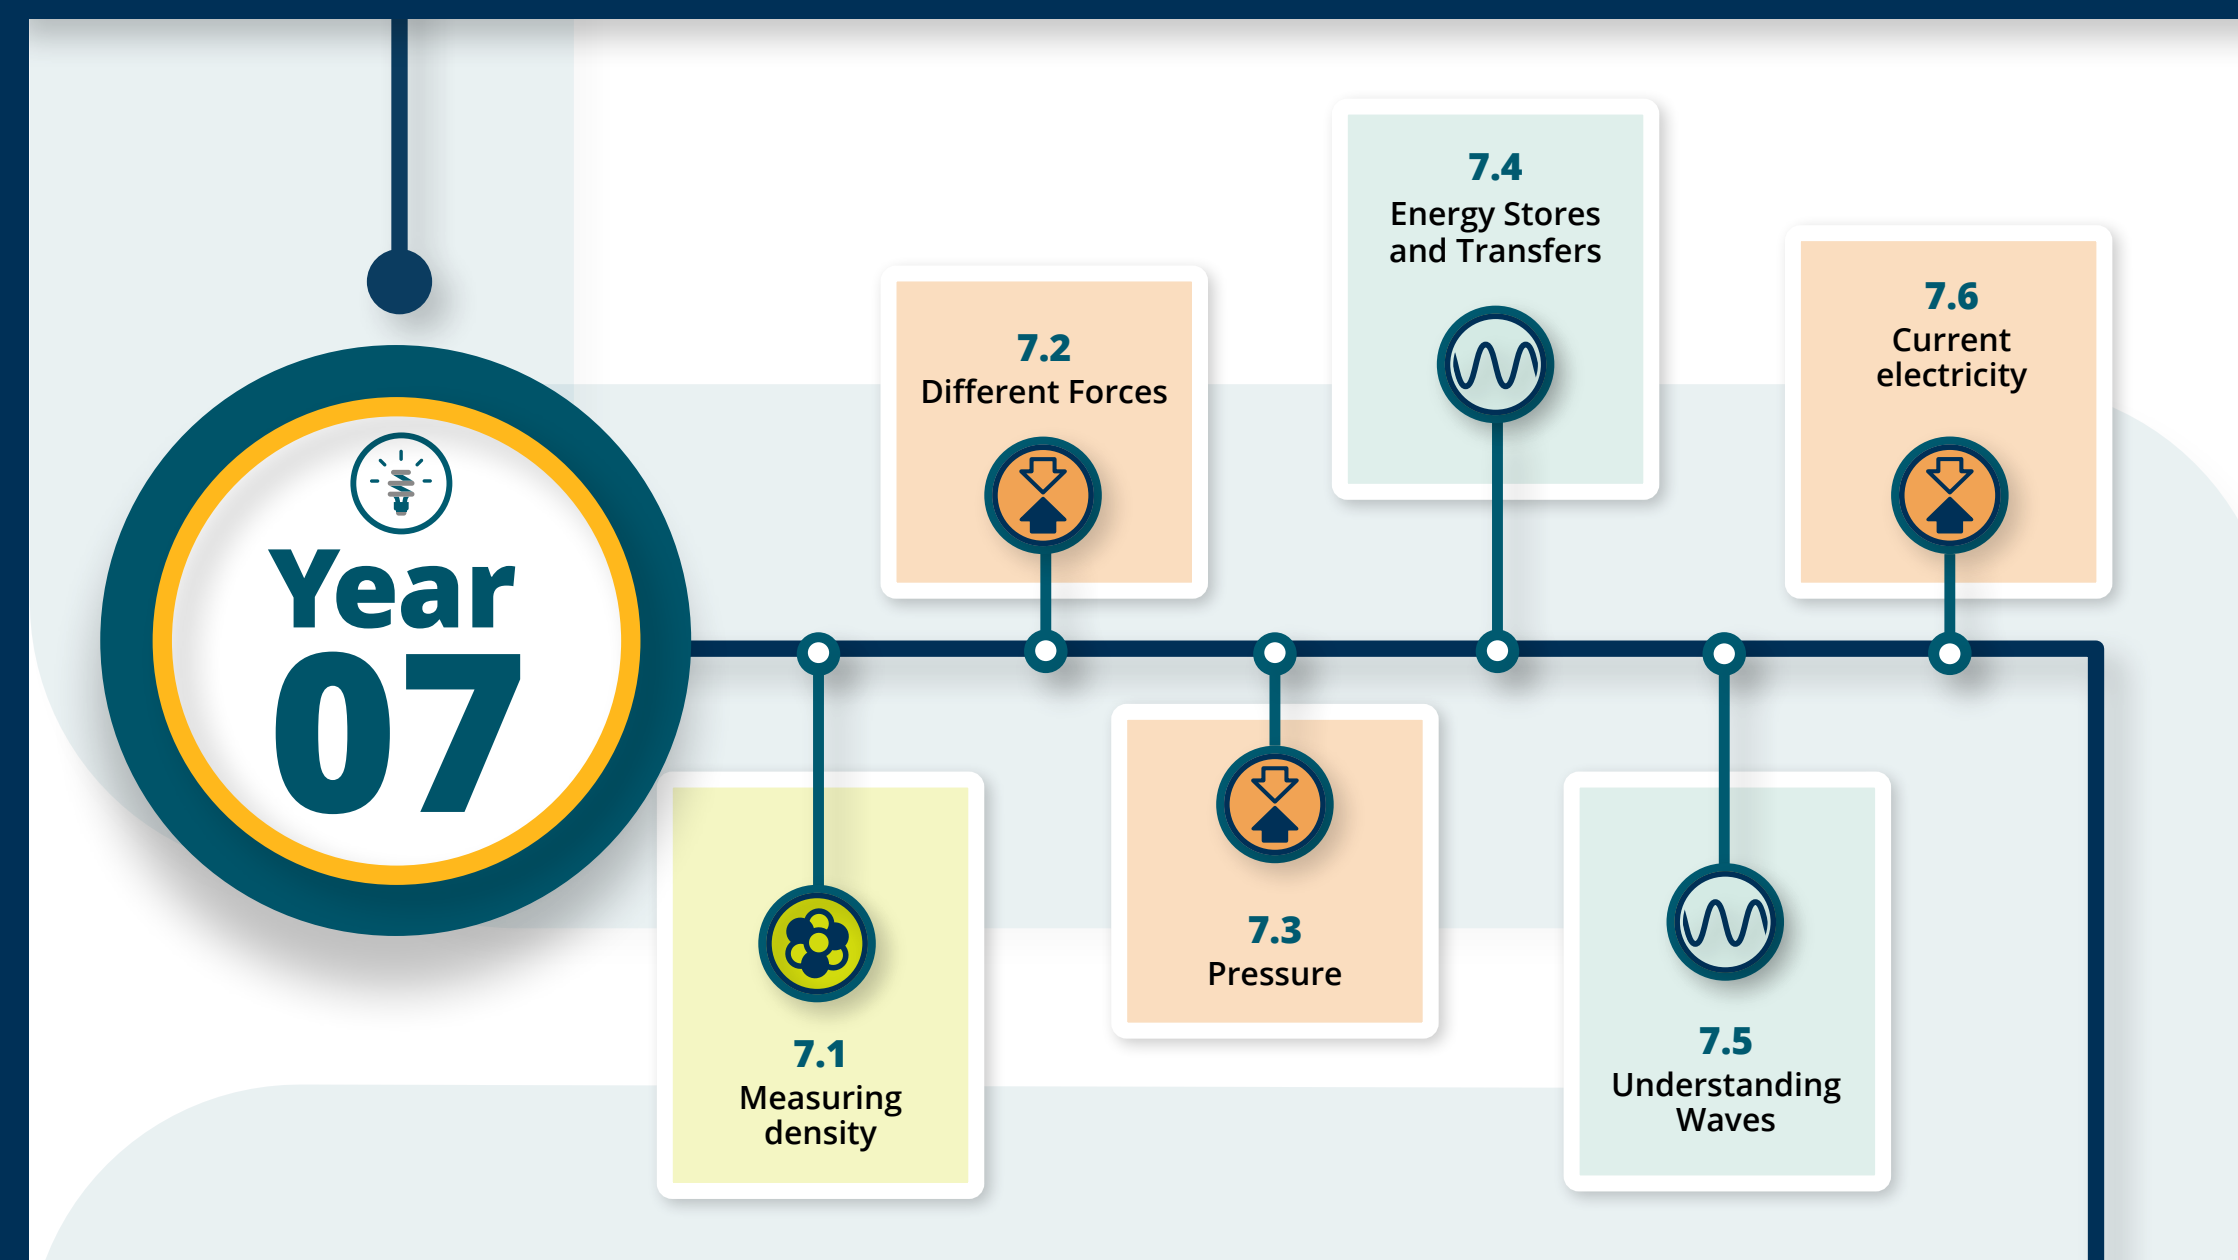 Year
07
7.1
Measuring
density
7.2
Different Forces
7.3
Pressure
7.4
Energy Stores
and Transfers
7.5
Understanding
Waves
7.6
Current
electricity